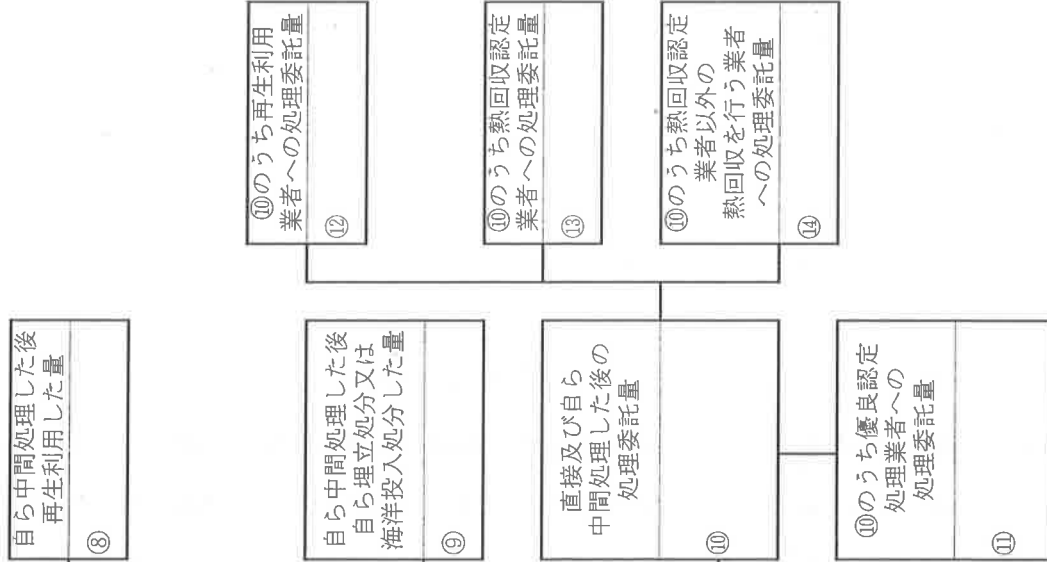 自ら中間処理した後
再生利用した量
⑧
自ら中間処理した後
自ら埋立処分又は
海洋投入処分した量
⑨
直接及び自ら
中間処理した後の
処理委託量
⑩
⑩のうち優良認定
処理業者への
処理委託量
⑪
⑩のうち再生利用
業者への処理委託量
⑫
⑩のうち熱回収認定
業者への処理委託量
⑬
⑩のうち熱回収認定
業者以外の
熱回収を行う業者
への処理委託量
⑭